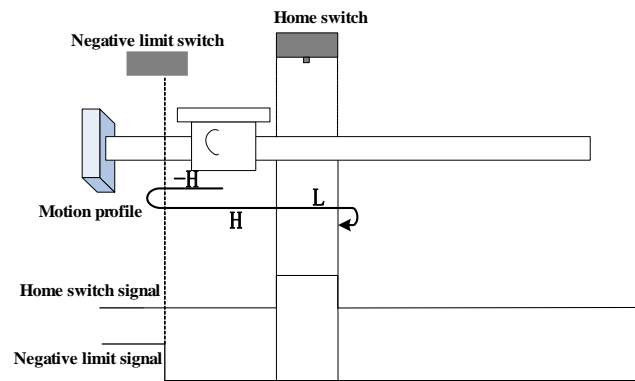 Home switch
Negative limit switch
-H
L
Motion profile
H
Home switch signal
Negative limit signal